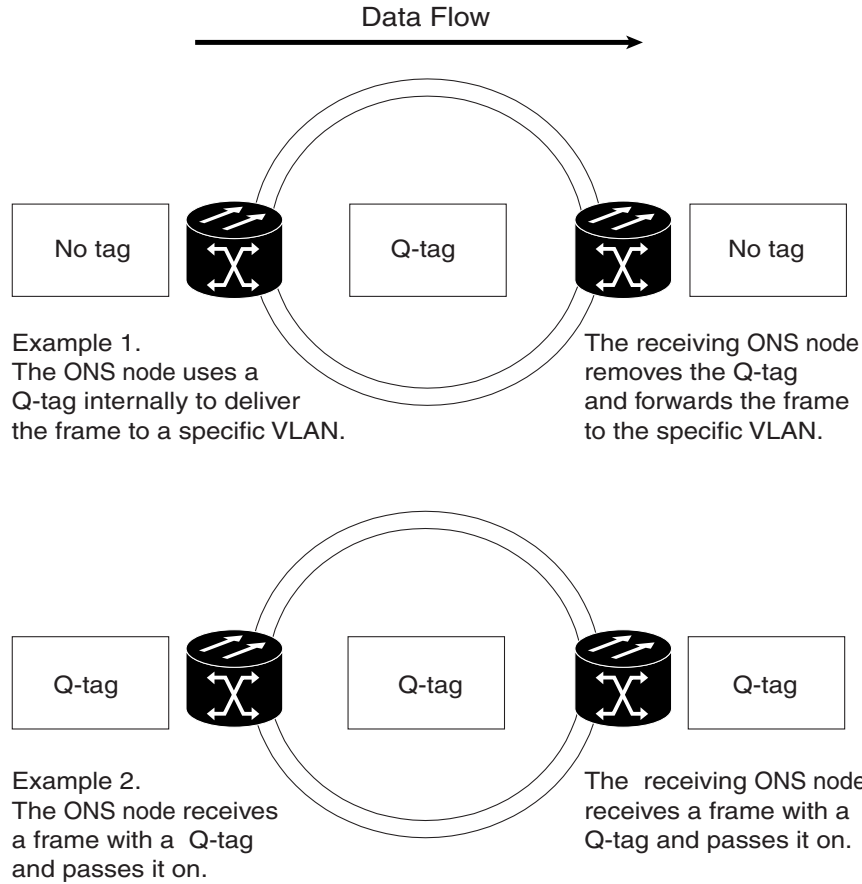 Data Flow
No tag
Q-tag
No tag
Example 1.
The ONS node uses a
Q-tag internally to deliver
the frame to a specific VLAN.
The receiving ONS node
removes the Q-tag
and forwards the frame
to the specific VLAN.
Q-tag
Q-tag
Q-tag
Example 2.
The ONS node receives
a frame with a Q-tag
and passes it on.
The receiving ONS node
receives a frame with a
Q-tag and passes it on.